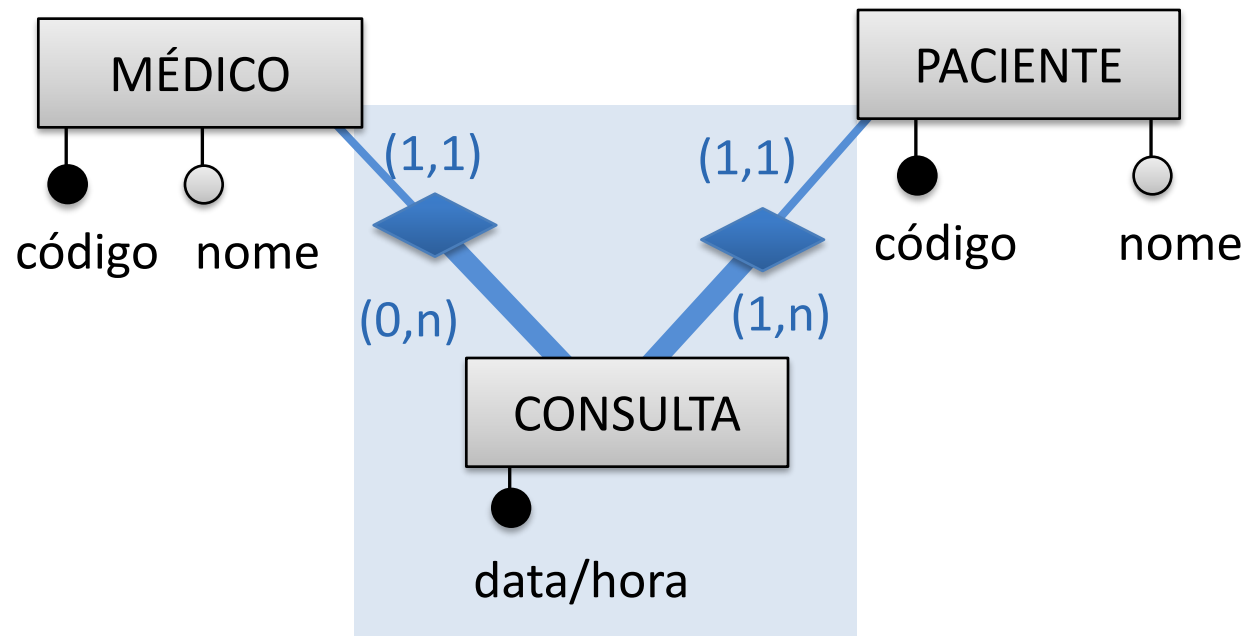 MÉDICO
PACIENTE
(1,1)
(1,1)
código
nome
código
nome
(0,n)
(1,n)
CONSULTA
data/hora